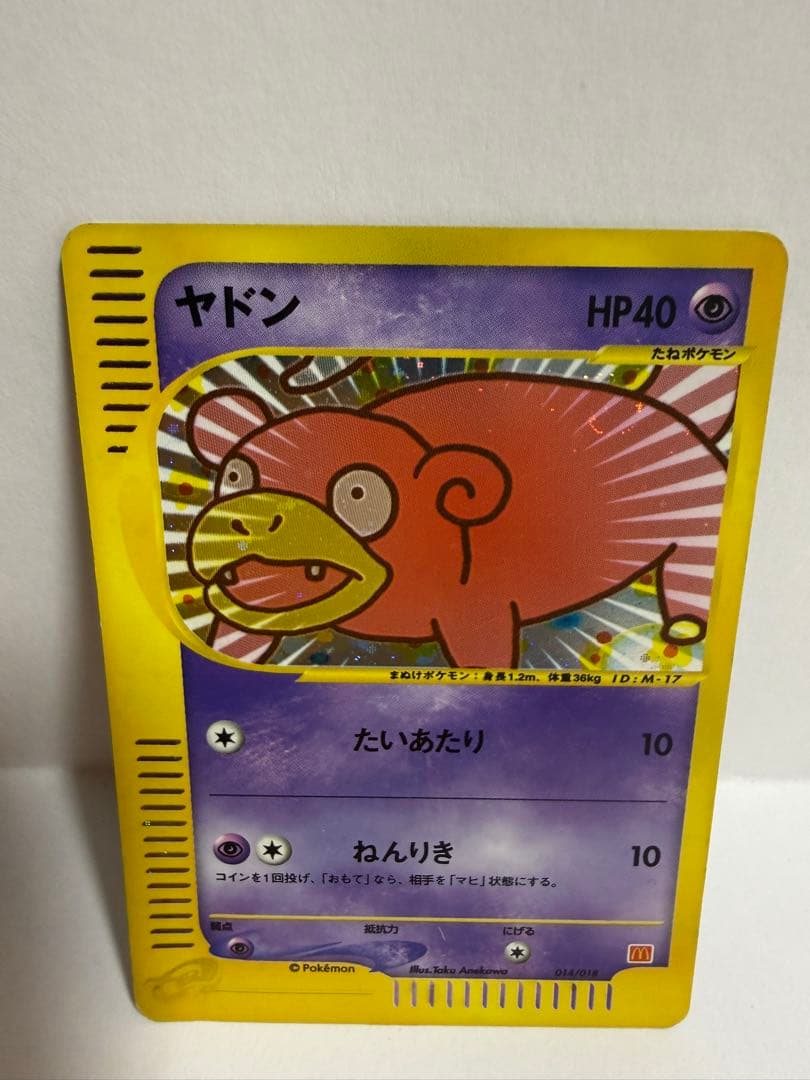 ヤドン HP40
たねポケモン
まぬけポケモン：身長1.2m、体重36kg ID:M-17
たいあたり 10
ねんりき 10
コインを1回投げ、「おもて」なら、相手を「マヒ」状態にする。
弱点 抵抗力 にげる
© Pokémon Illus.Taku Anekawa 014/018